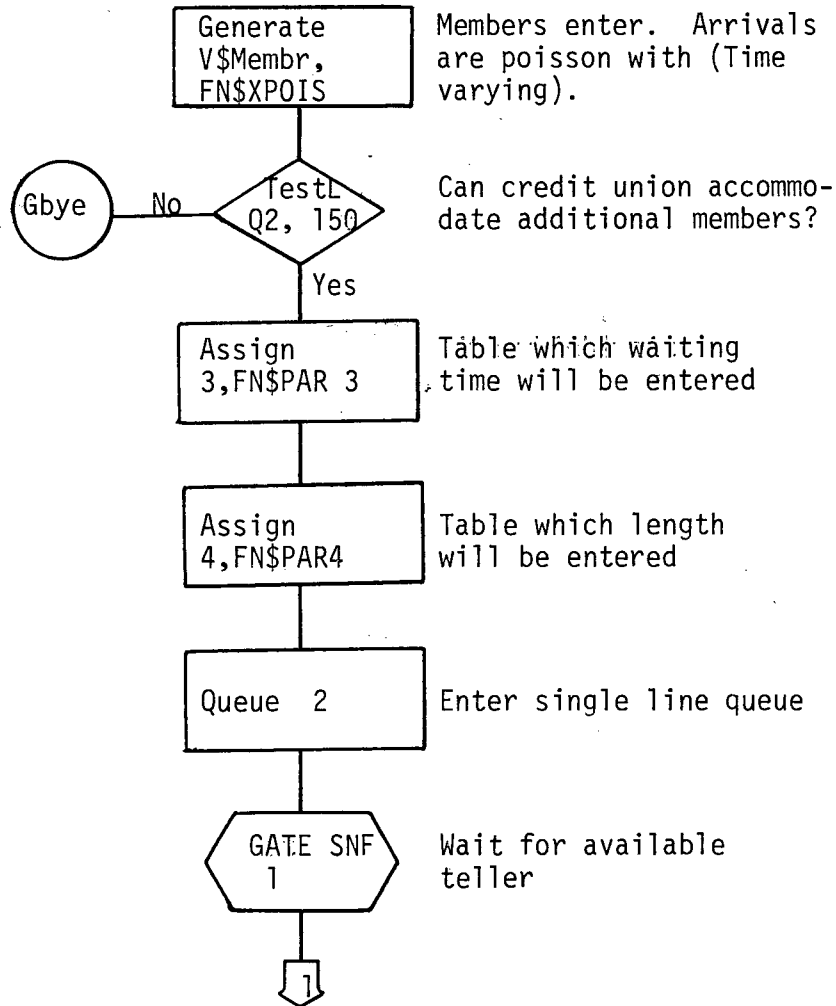 Generate
V$Membr,
FN$XPOIS
Members enter. Arrivals
are poisson with (Time
varying).
Gbye
No
TestL
Q2, 150
Can credit union accommo-
date additional members?
Yes
Assign
3,FN$PAR 3
Table which waiting
time will be entered
Assign
4,FN$PAR4
Table which length
will be entered
Queue 2
Enter single line queue
GATE SNF
1
Wait for available
teller
1